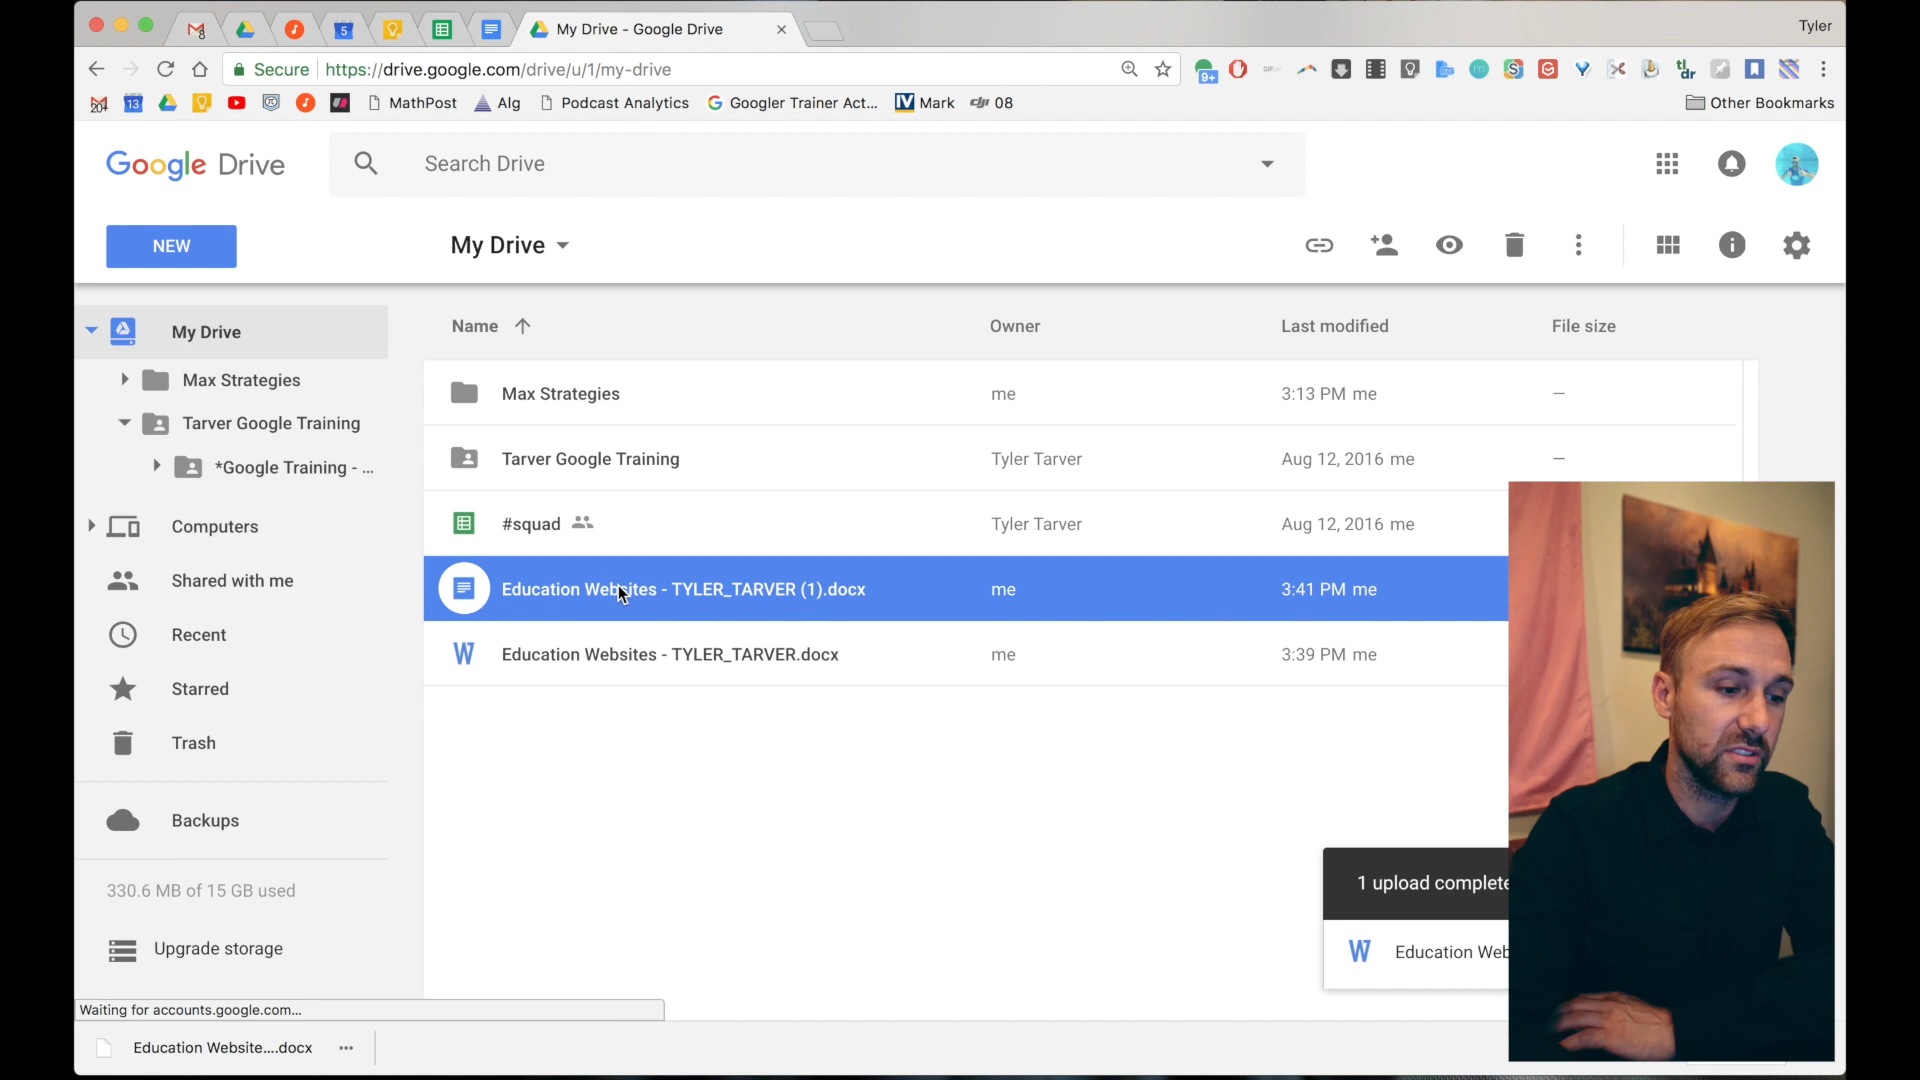 My Drive - Google Drive
Tyler
Secure
https://drive.google.com/drive/u/1/my-drive
MathPost
Alg
Podcast Analytics
Googler Trainer Act...
Mark
08
Other Bookmarks
Google Drive
Search Drive
NEW
My Drive
My Drive
Max Strategies
Tarver Google Training
*Google Training - ...
Computers
Shared with me
Recent
Starred
Trash
Backups
330.6 MB of 15 GB used
Upgrade storage
Name
Owner
Last modified
File size
Max Strategies
me
3:13 PM me
—
Tarver Google Training
Tyler Tarver
Aug 12, 2016 me
—
#squad
Tyler Tarver
Aug 12, 2016 me
Education Websites - TYLER_TARVER (1).docx
me
3:41 PM me
Education Websites - TYLER_TARVER.docx
me
3:39 PM me
1 upload complete
Education Web
Waiting for accounts.google.com...
Education Website....docx